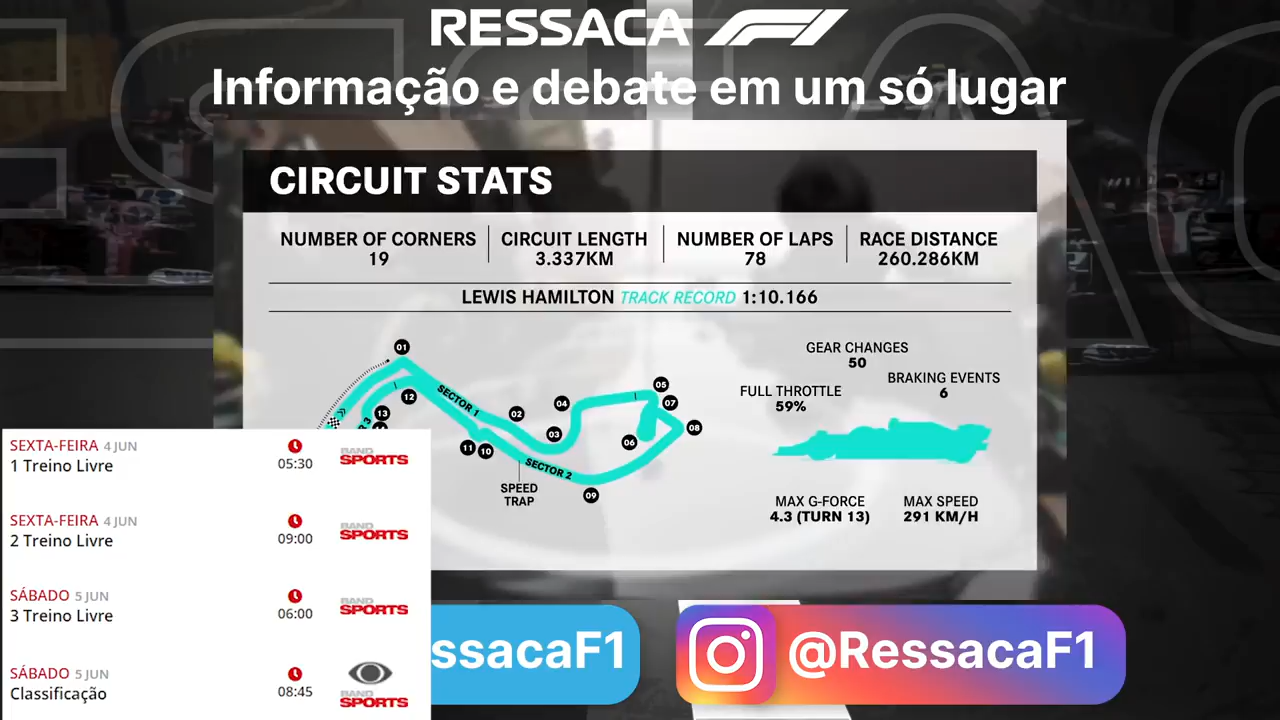 RESSACA F1
Informação e debate em um só lugar
CIRCUIT STATS
NUMBER OF CORNERS
19
CIRCUIT LENGTH
3.337KM
NUMBER OF LAPS
78
RACE DISTANCE
260.286KM
LEWIS HAMILTON TRACK RECORD 1:10.166
01
12
13
SECTOR 1
02
04
03
11
10
05
07
08
06
SECTOR 2
09
SPEED
TRAP
GEAR CHANGES
50
BRAKING EVENTS
6
FULL THROTTLE
59%
MAX G-FORCE
4.3 (TURN 13)
MAX SPEED
291 KM/H
SEXTA-FEIRA 4 JUN
1 Treino Livre
05:30
BAND
SPORTS
SEXTA-FEIRA 4 JUN
2 Treino Livre
09:00
BAND
SPORTS
SÁBADO 5 JUN
3 Treino Livre
06:00
BAND
SPORTS
SÁBADO 5 JUN
Classificação
08:45
BAND
SPORTS
ssacaF1
@RessacaF1